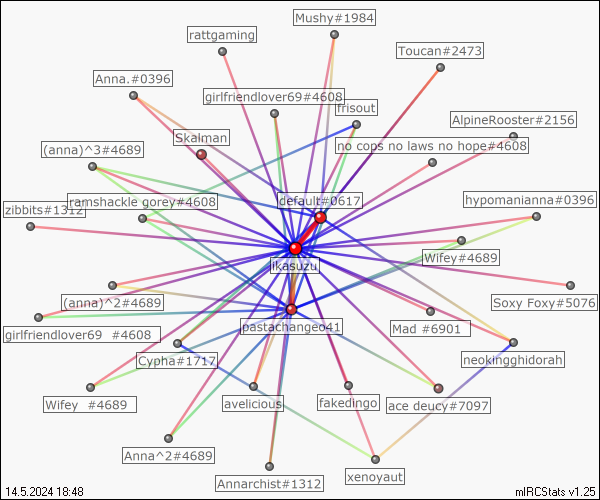 Mushy#1984
rattgaming
Toucan#2473
Anna.#0396
girlfriendlover69#4608
frisout
AlpineRooster#2156
Skalman
no cops no laws no hope#4608
(anna)^3#4689
ramshackle gorey#4608
default#0617
hypomanianna#0396
zibbits#1312
Wifey#4689
likasuzu
(anna)^2#4689
Soxy Foxy#5076
girlfriendlover69  #4608
pastachangeo41
Mad #6901
Cypha#1717
neokingghidorah
Wifey  #4689
avelicious
fakedingo
ace deucy#7097
Anna^2#4689
Annarchist#1312
xenoyaut
14.5.2024 18:48
mIRCStats v1.25